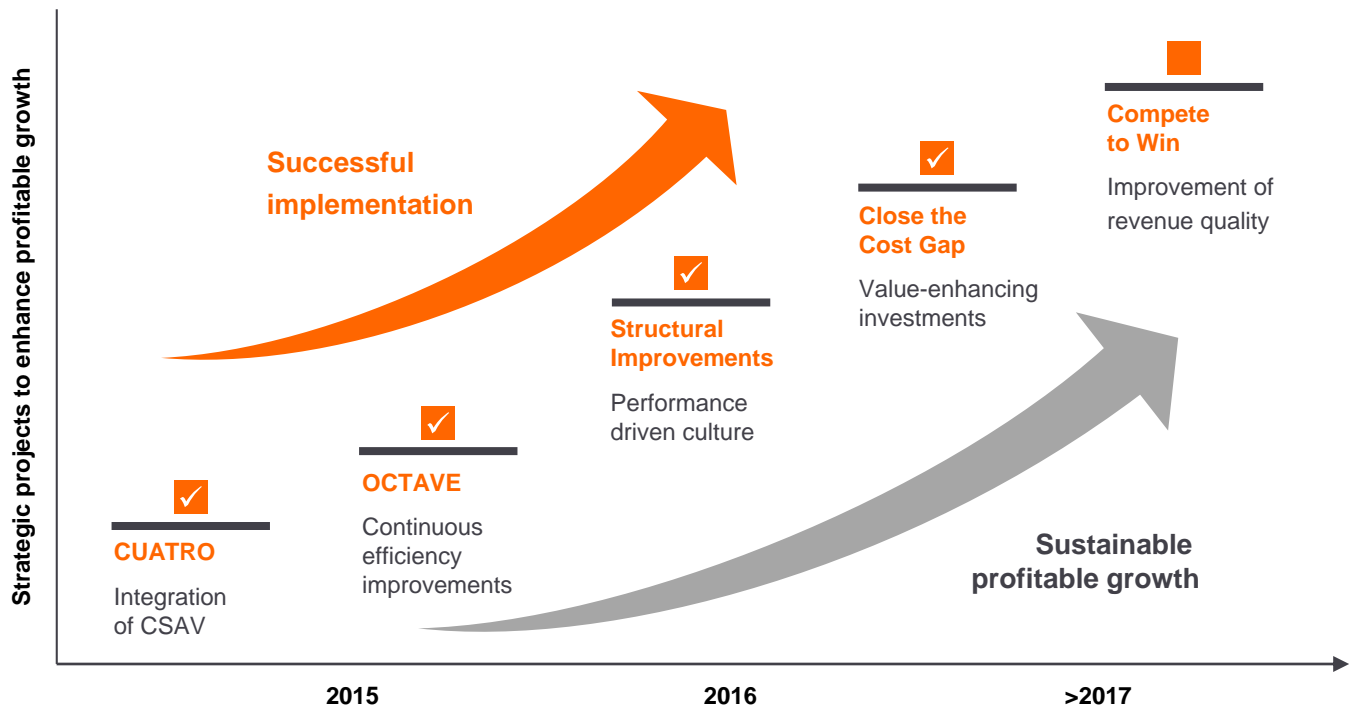 Strategic projects to enhance profitable growth
Successful
implementation
CUATRO
Integration
of CSAV
OCTAVE
Continuous
efficiency
improvements
Structural
Improvements
Performance
driven culture
Close the
Cost Gap
Value-enhancing
investments
Compete
to Win
Improvement of
revenue quality
Sustainable
profitable growth
2015
2016
>2017